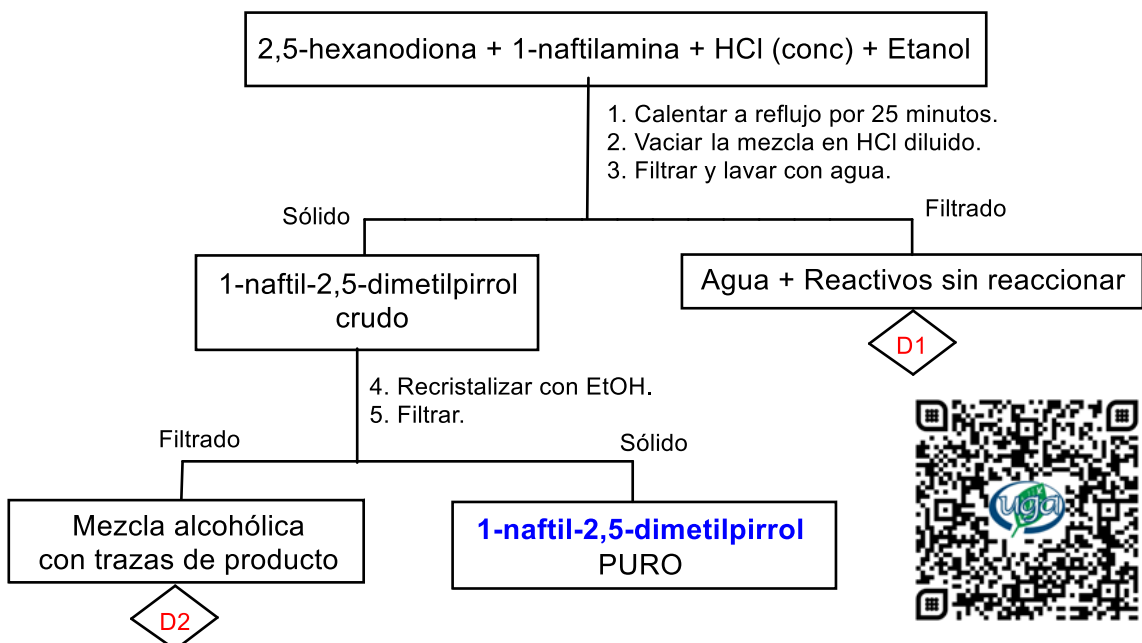 2,5-hexanodiona + 1-naftilamina + HCl (conc) + Etanol
1. Calentar a reflujo por 25 minutos.
2. Vaciar la mezcla en HCl diluido.
3. Filtrar y lavar con agua.
Sólido
Filtrado
1-naftil-2,5-dimetilpirrol
crudo
Agua + Reactivos sin reaccionar
D1
4. Recristalizar con EtOH.
5. Filtrar.
Filtrado
Sólido
Mezcla alcohólica
con trazas de producto
1-naftil-2,5-dimetilpirrol
PURO
D2
uga